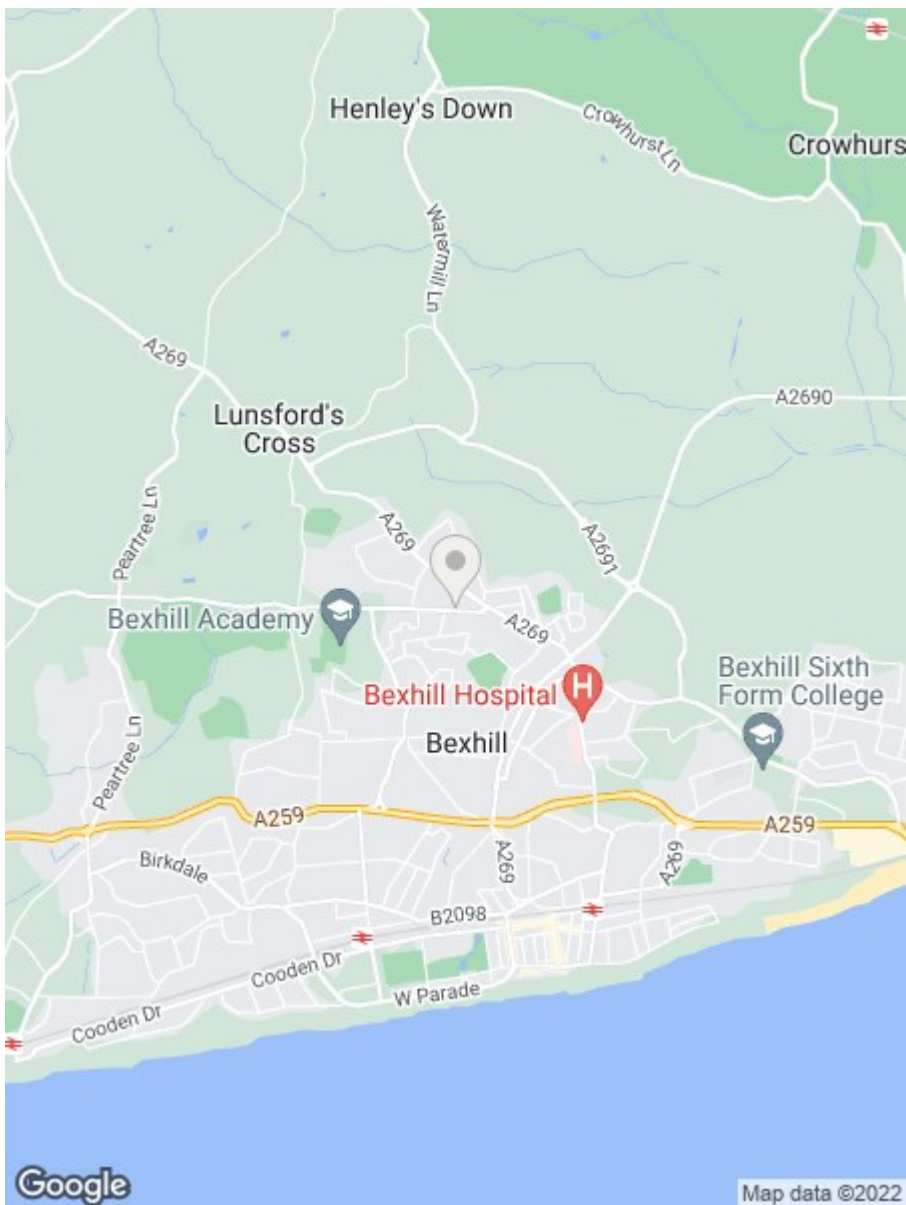 Henley's Down
Crowhurst Ln
Crowhurs
Watermill Ln
A269
A2690
Lunsford's
Cross
Peartree Ln
A269
A2691
Bexhill Academy
A269
Bexhill Sixth
Form College
Bexhill Hospital
H
Bexhill
Peartree Ln
A259
A259
Birkdale
A269
A269
B2098
Cooden Dr
W Parade
Cooden Dr
Google
Map data ©2022